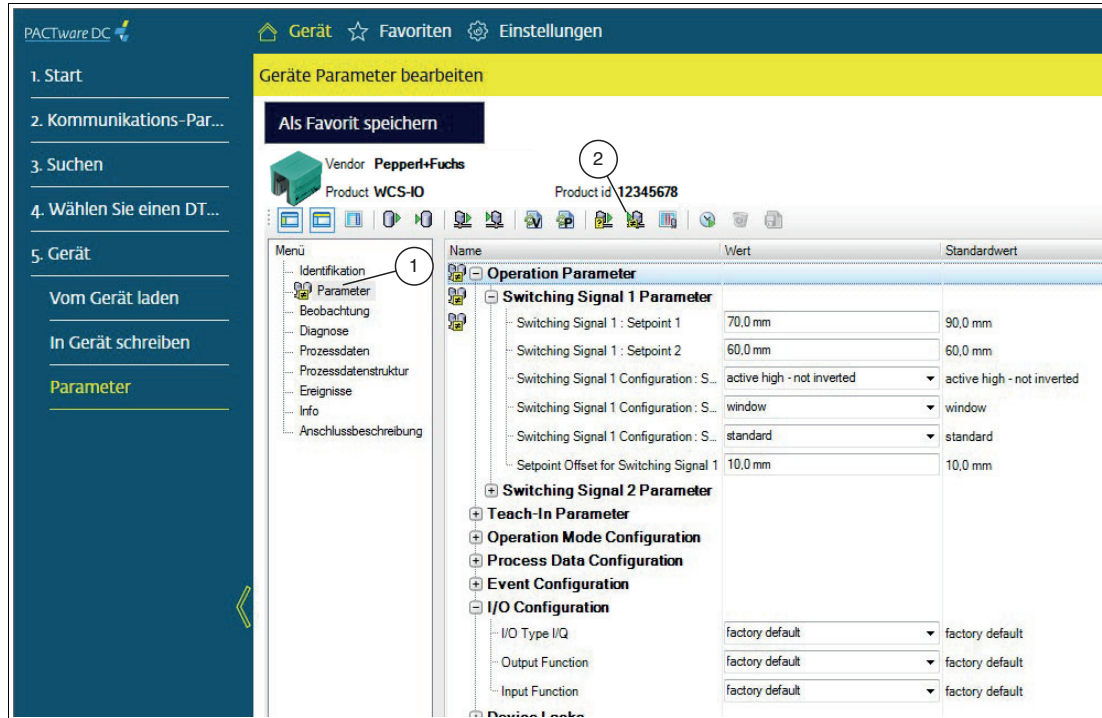 PACTware DC
Gerät Favoriten Einstellungen
1. Start
2. Kommunikations-Par...
3. Suchen
4. Wählen Sie einen DT...
5. Gerät
Vom Gerät laden
In Gerät schreiben
Parameter
Geräte Parameter bearbeiten
Als Favorit speichern
Vendor Pepperl+Fuchs
Product WCS-IO Product id 12345678
2
V P
Menü
Identifikation
Parameter
Beobachtung
Diagnose
Prozessdaten
Prozessdatenstruktur
Ereignisse
Info
Anschlussbeschreibung
1
Name Wert Standardwert
Operation Parameter
Switching Signal 1 Parameter
Switching Signal 1 : Setpoint 1 70,0 mm 90,0 mm
Switching Signal 1 : Setpoint 2 60,0 mm 60,0 mm
Switching Signal 1 Configuration : S... active high - not inverted active high - not inverted
Switching Signal 1 Configuration : S... window window
Switching Signal 1 Configuration : S... standard standard
Setpoint Offset for Switching Signal 1 10,0 mm 10,0 mm
Switching Signal 2 Parameter
Teach-In Parameter
Operation Mode Configuration
Process Data Configuration
Event Configuration
I/O Configuration
I/O Type I/Q factory default factory default
Output Function factory default factory default
Input Function factory default factory default
Device Locks